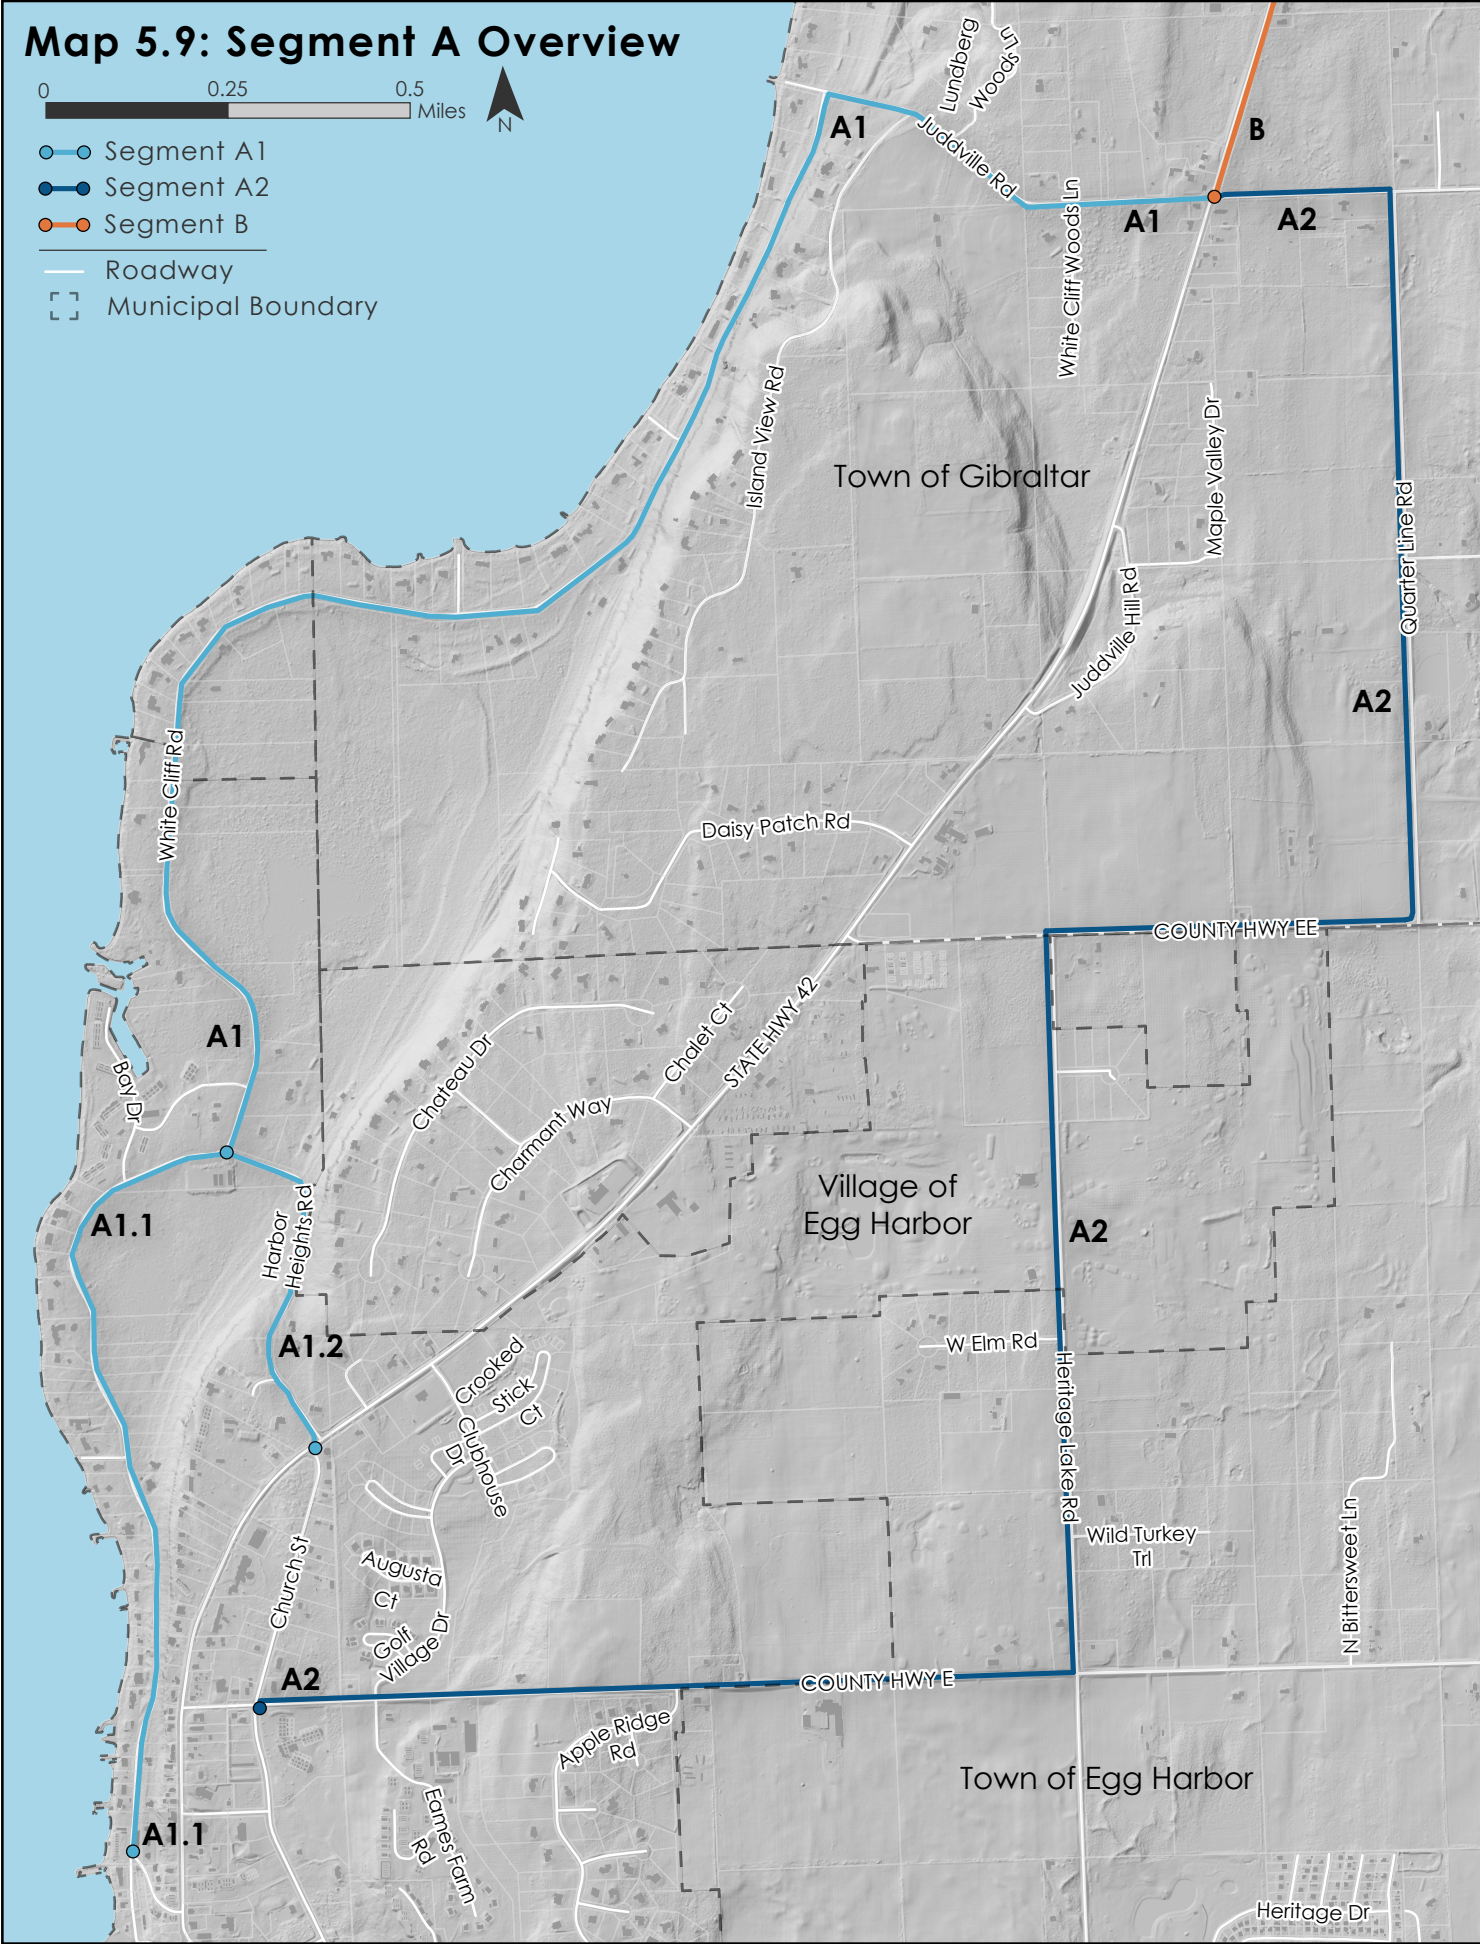 Map 5.9: Segment A Overview
0 0.25 0.5
Miles
N
Segment A1
Segment A2
Segment B
Roadway
Municipal Boundary
Lundberg
Woods Ln
A1
Juddville Rd
B
White Cliff Woods Ln
A1
A2
Island View Rd
Town of Gibraltar
Maple Valley Dr
Quarter Line Rd
Juddville Hill Rd
A2
White Cliff Rd
Daisy Patch Rd
COUNTY HWY EE
A1
Chateau Dr
Chalet Ct
STATE HWY 42
Bay Dr
Charmant Way
Village of
Egg Harbor
A1.1
Harbor
Heights Rd
A2
A1.2
W Elm Rd
Crooked
Stick
Ct
Heritage Lake Rd
Clubhouse
Dr
Church St
Wild Turkey
Trl
N Bittersweet Ln
Augusta
Ct
Golf
Village Dr
A2
COUNTY HWY E
Apple Ridge
Rd
Town of Egg Harbor
A1.1
Eames Farm
Rd
Heritage Dr